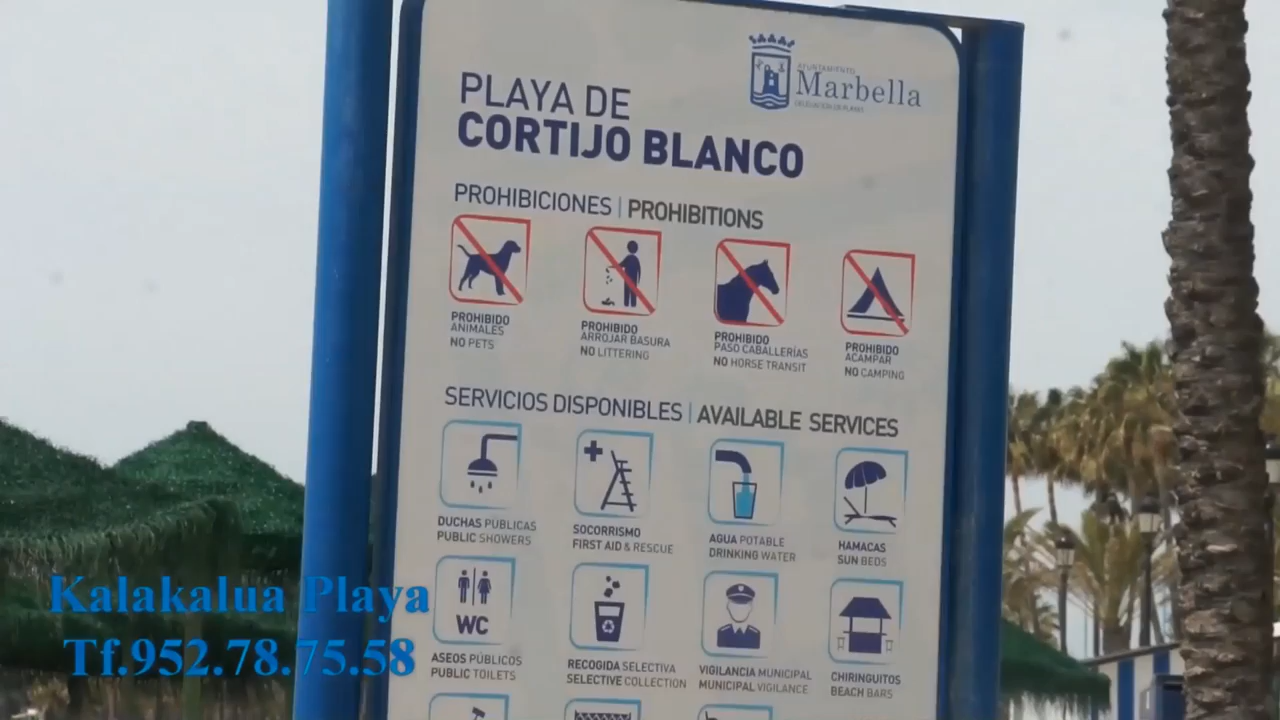 AYUNTAMIENTO
Marbella
DELEGACIÓN DE PLAYAS
PLAYA DE
CORTIJO BLANCO
PROHIBICIONES | PROHIBITIONS
PROHIBIDO
ANIMALES
NO PETS
PROHIBIDO
ARROJAR BASURA
NO LITTERING
PROHIBIDO
PASO CABALLERÍAS
NO HORSE TRANSIT
PROHIBIDO
ACAMPAR
NO CAMPING
SERVICIOS DISPONIBLES | AVAILABLE SERVICES
DUCHAS PÚBLICAS
PUBLIC SHOWERS
SOCORRISMO
FIRST AID & RESCUE
AGUA POTABLE
DRINKING WATER
HAMACAS
SUN BEDS
WC
ASEOS PÚBLICOS
PUBLIC TOILETS
RECOGIDA SELECTIVA
SELECTIVE COLLECTION
VIGILANCIA MUNICIPAL
MUNICIPAL VIGILANCE
CHIRINGUITOS
BEACH BARS
Kalakalua Playa
Tf.952.78.75.58